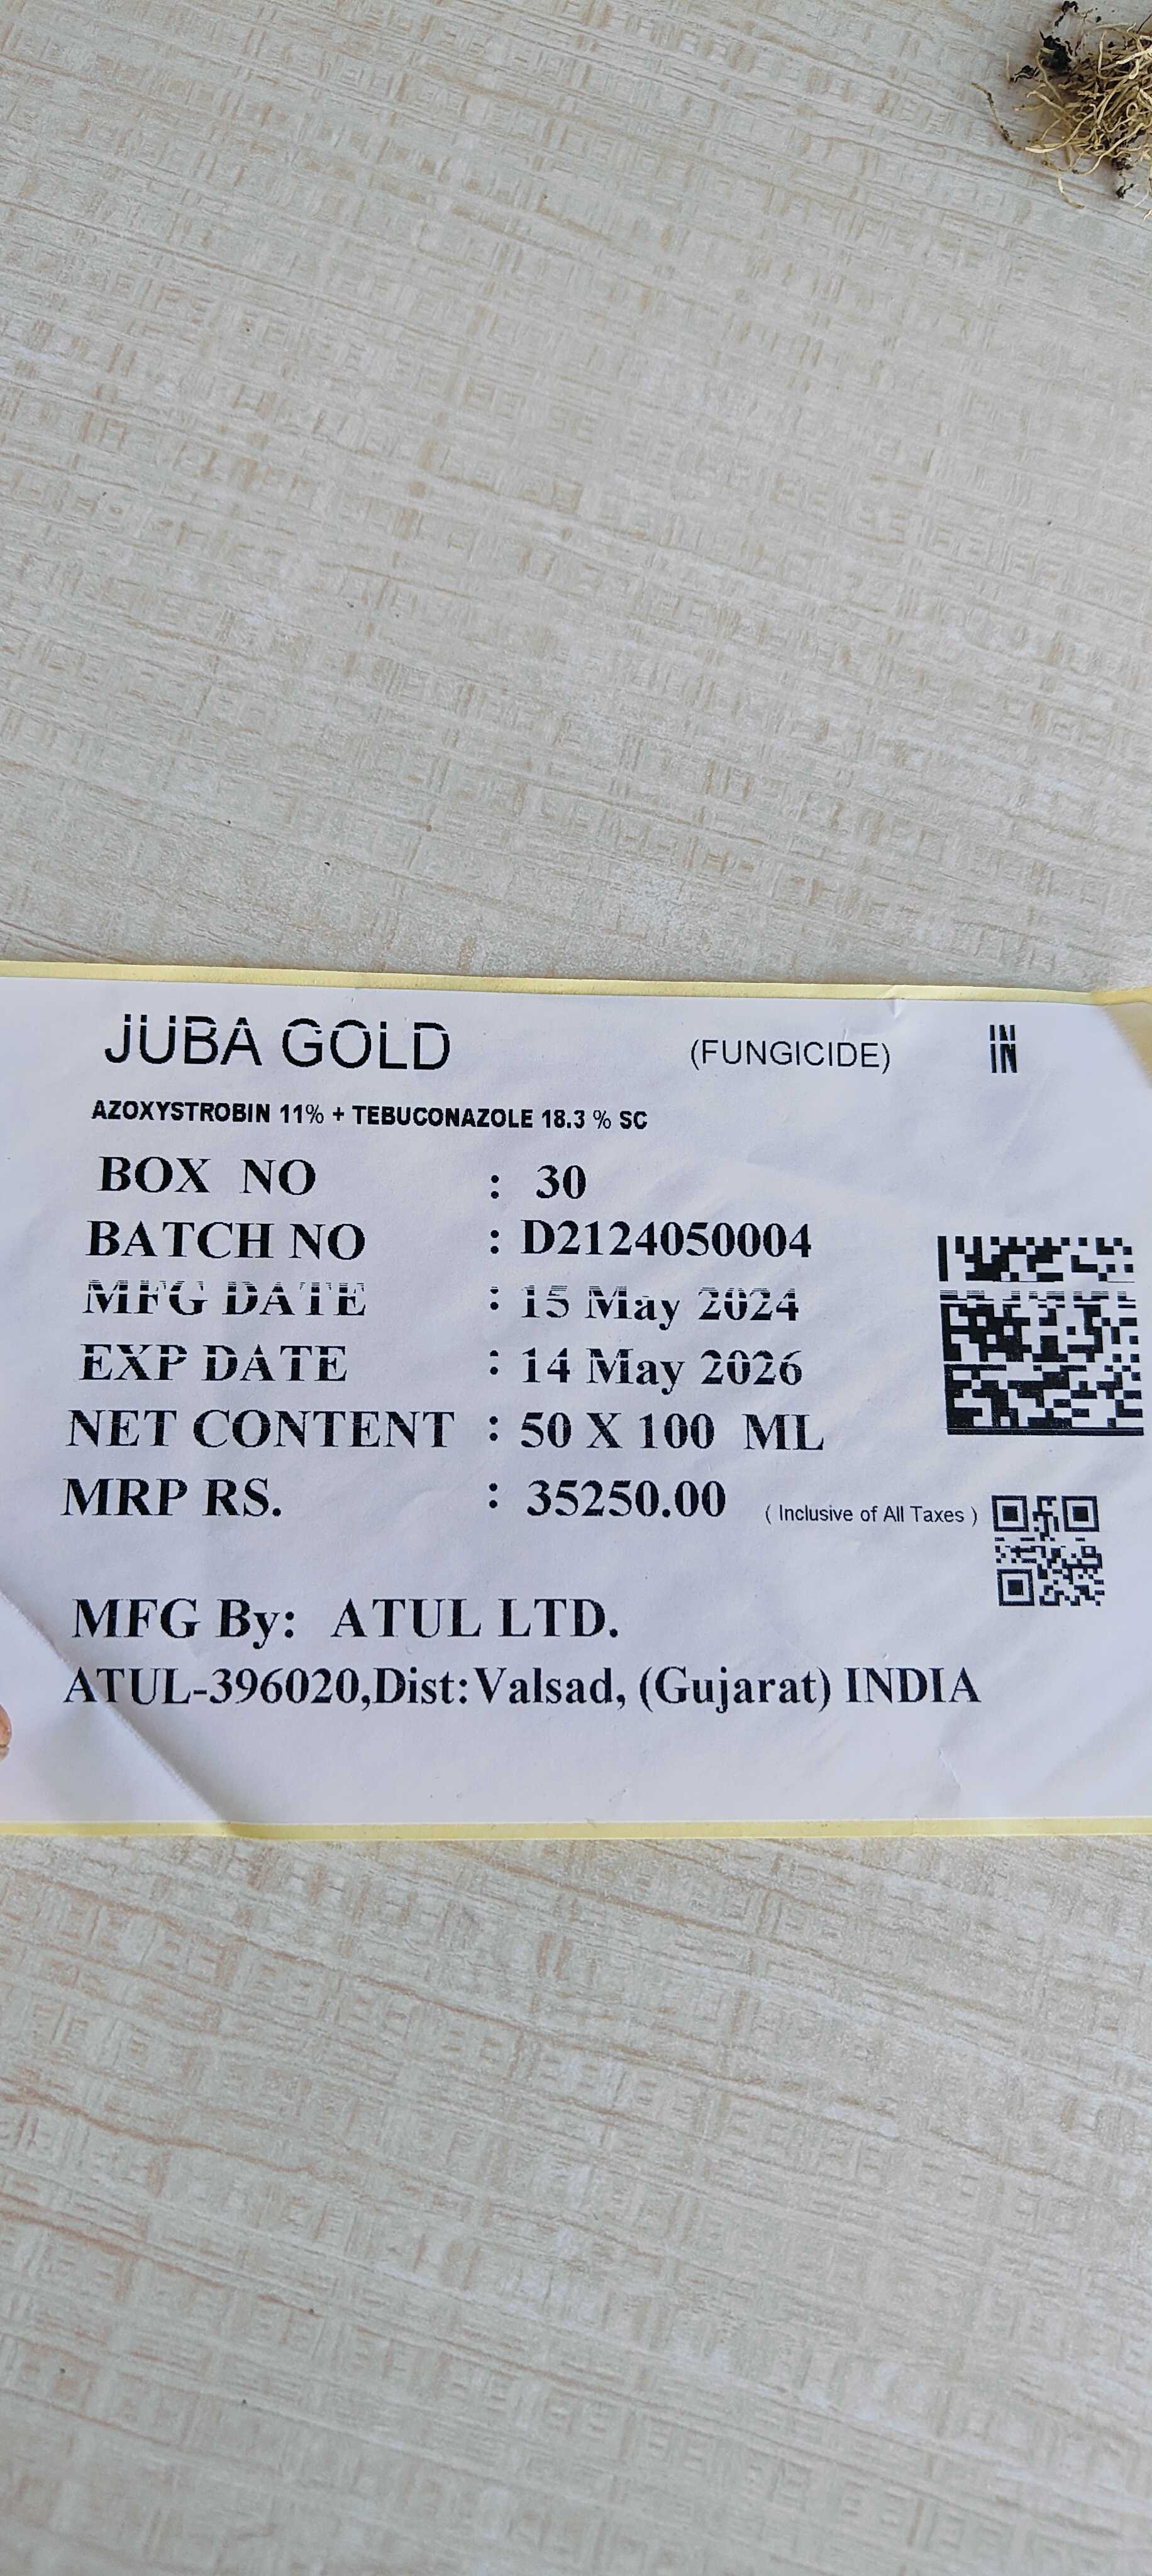 JUBA GOLD (FUNGICIDE) IN
AZOXYSTROBIN 11% + TEBUCONAZOLE 18.3 % SC
BOX NO : 30
BATCH NO : D2124050004
MFG DATE : 15 May 2024
EXP DATE : 14 May 2026
NET CONTENT : 50 X 100 ML
MRP RS. : 35250.00 ( Inclusive of All Taxes )
MFG By: ATUL LTD.
ATUL-396020,Dist:Valsad, (Gujarat) INDIA